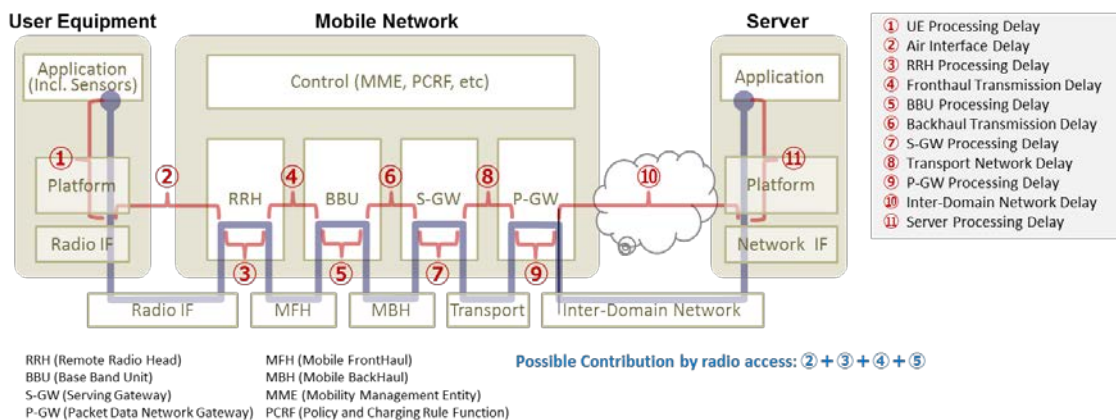 User Equipment
Mobile Network
Server
Application
(Incl. Sensors)
Control (MME, PCRF, etc)
Application
① UE Processing Delay
② Air Interface Delay
③ RRH Processing Delay
④ Fronthaul Transmission Delay
⑤ BBU Processing Delay
⑥ Backhaul Transmission Delay
⑦ S-GW Processing Delay
⑧ Transport Network Delay
⑨ P-GW Processing Delay
⑩ Inter-Domain Network Delay
⑪ Server Processing Delay
① ② ④ ⑥ ⑧ ⑩ ⑪
Platform
RRH
BBU
S-GW
P-GW
Platform
Radio IF
Network IF
③ ⑤ ⑦ ⑨
Radio IF
MFH
MBH
Transport
Inter-Domain Network
RRH (Remote Radio Head)
BBU (Base Band Unit)
S-GW (Serving Gateway)
P-GW (Packet Data Network Gateway)
MFH (Mobile FrontHaul)
MBH (Mobile BackHaul)
MME (Mobility Management Entity)
PCRF (Policy and Charging Rule Function)
Possible Contribution by radio access: ②+③+④+⑤